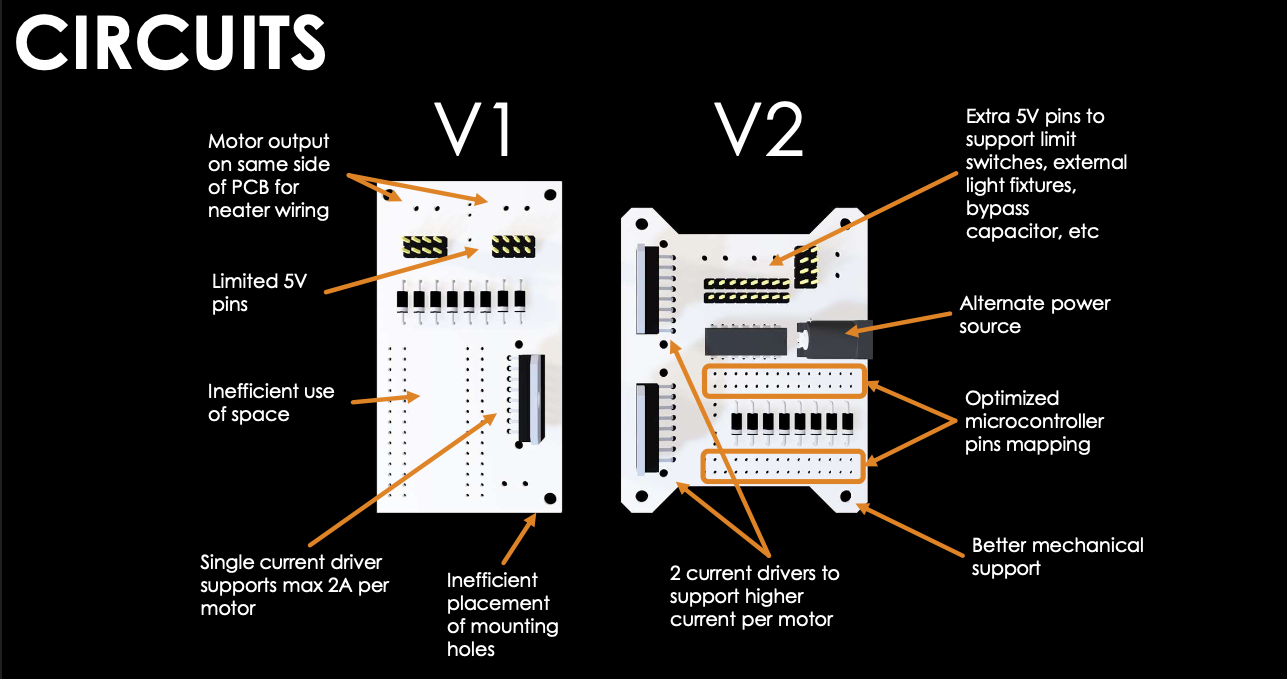 CIRCUITS
V1
V2
Motor output
on same side
of PCB for
neater wiring
Limited 5V
pins
Inefficient use
of space
Single current driver
supports max 2A per
motor
Inefficient
placement
of mounting
holes
Extra 5V pins to
support limit
switches, external
light fixtures,
bypass
capacitor, etc
Alternate power
source
Optimized
microcontroller
pins mapping
Better mechanical
support
2 current drivers to
support higher
current per motor